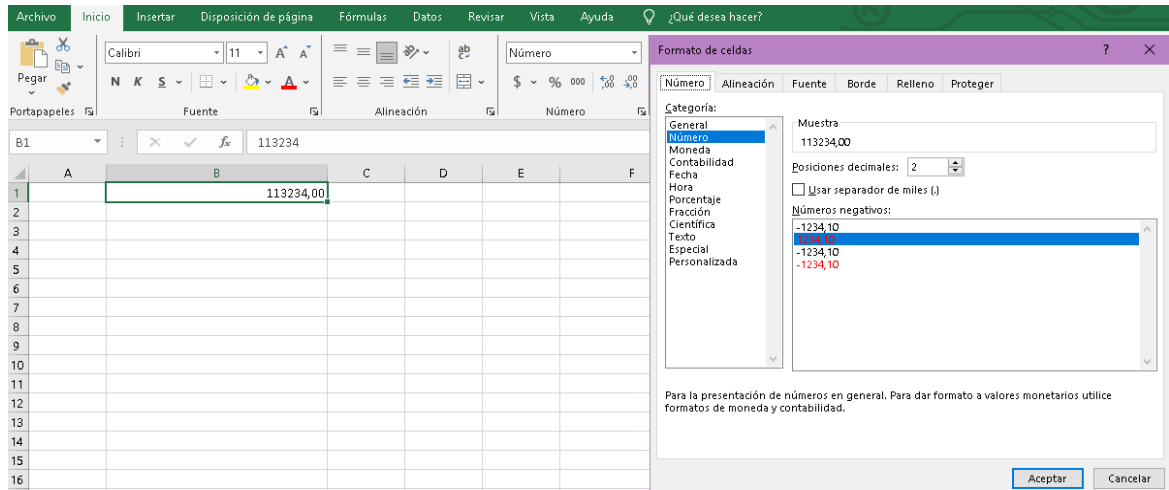 Archivo Inicio Insertar Disposición de página Fórmulas Datos Revisar Vista Ayuda ¿Qué desea hacer?
Pegar
Portapapeles
Calibri 11 A A
N K S A
Fuente
ab
c
Alineación
Número
$ % 000 ,00 ,0 ,00
Número
B1 fx 113234
A B C D E F
1 113234,00
2
3
4
5
6
7
8
9
10
11
12
13
14
15
16
Formato de celdas ?
Número Alineación Fuente Borde Relleno Proteger
Categoría:
General
Número
Moneda
Contabilidad
Fecha
Hora
Porcentaje
Fracción
Científica
Texto
Especial
Personalizada
Muestra
113234,00
Posiciones decimales: 2
Usar separador de miles (.)
Números negativos:
-1234,10
1234,10
-1234,10
-1234,10
Para la presentación de números en general. Para dar formato a valores monetarios utilice
formatos de moneda y contabilidad.
Aceptar Cancelar